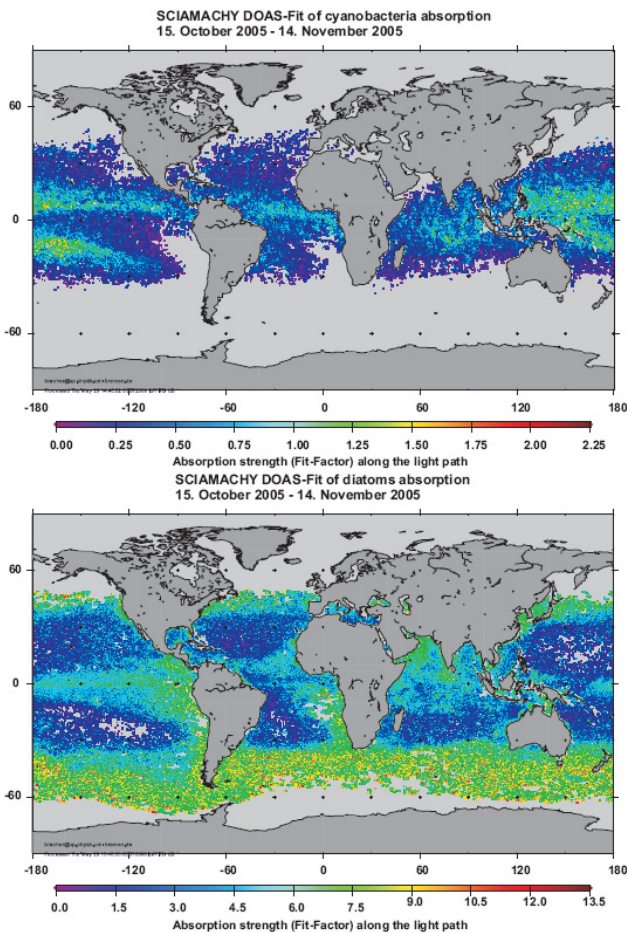 SCIAMACHY DOAS-Fit of cyanobacteria absorption
15. October 2005 - 14. November 2005
60
0
-60
-180 -120 -60 0 60 120 180
0.00 0.25 0.50 0.75 1.00 1.25 1.50 1.75 2.00 2.25
Absorption strength (Fit-Factor) along the light path
SCIAMACHY DOAS-Fit of diatoms absorption
15. October 2005 - 14. November 2005
60
0
-60
-180 -120 -60 0 60 120 180
0.0 1.5 3.0 4.5 6.0 7.5 9.0 10.5 12.0 13.5
Absorption strength (Fit-Factor) along the light path